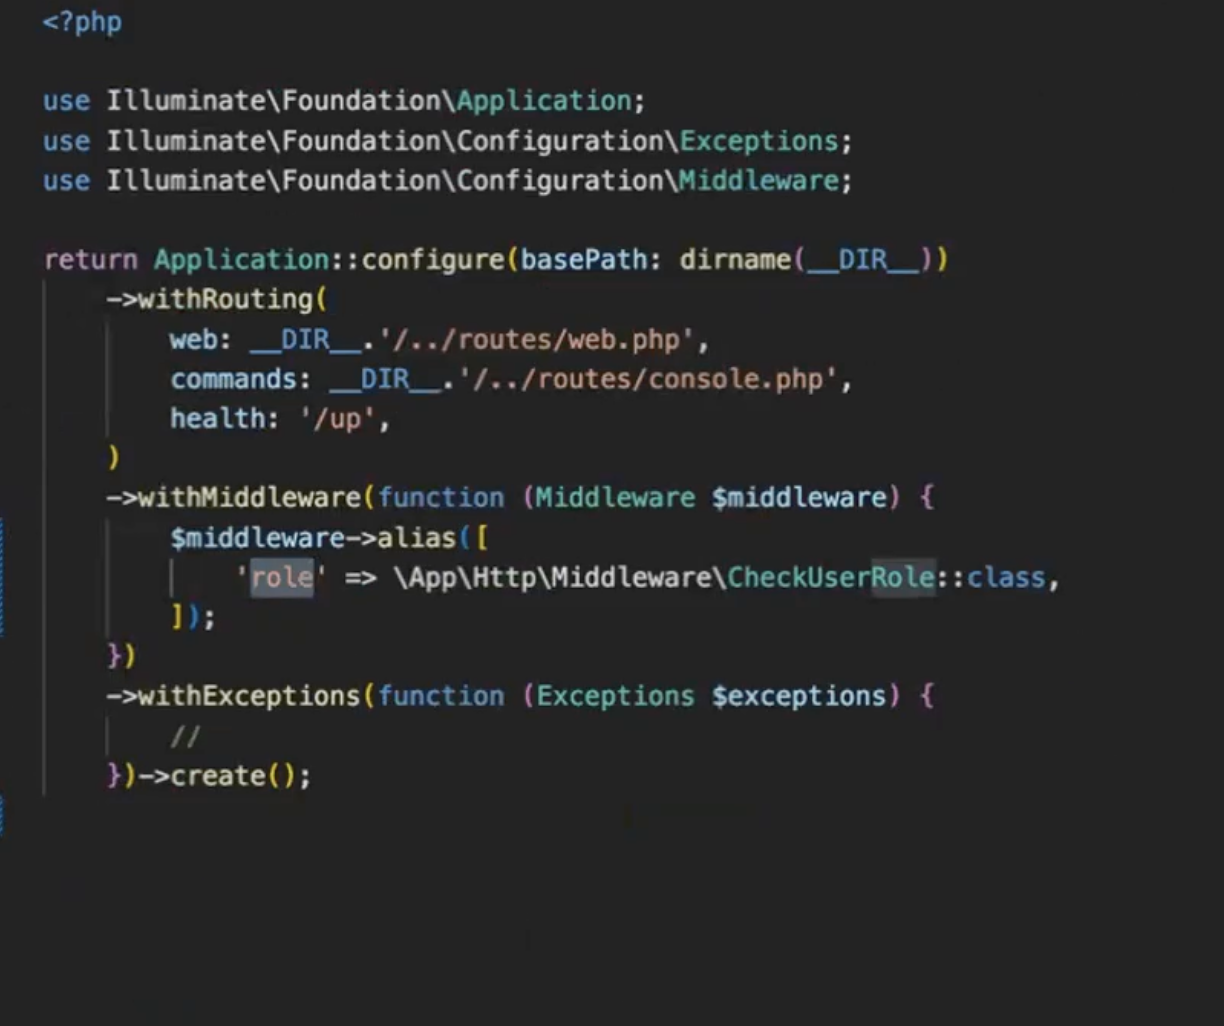 <?php
use Illuminate\Foundation\Application;
use Illuminate\Foundation\Configuration\Exceptions;
use Illuminate\Foundation\Configuration\Middleware;
return Application::configure(basePath: dirname(__DIR__))
->withRouting(
web: __DIR__.'/../routes/web.php',
commands: __DIR__.'/../routes/console.php',
health: '/up',
)
->withMiddleware(function (Middleware $middleware) {
$middleware->alias([
'role' => \App\Http\Middleware\CheckUserRole::class,
]);
})
->withExceptions(function (Exceptions $exceptions) {
//
})->create();